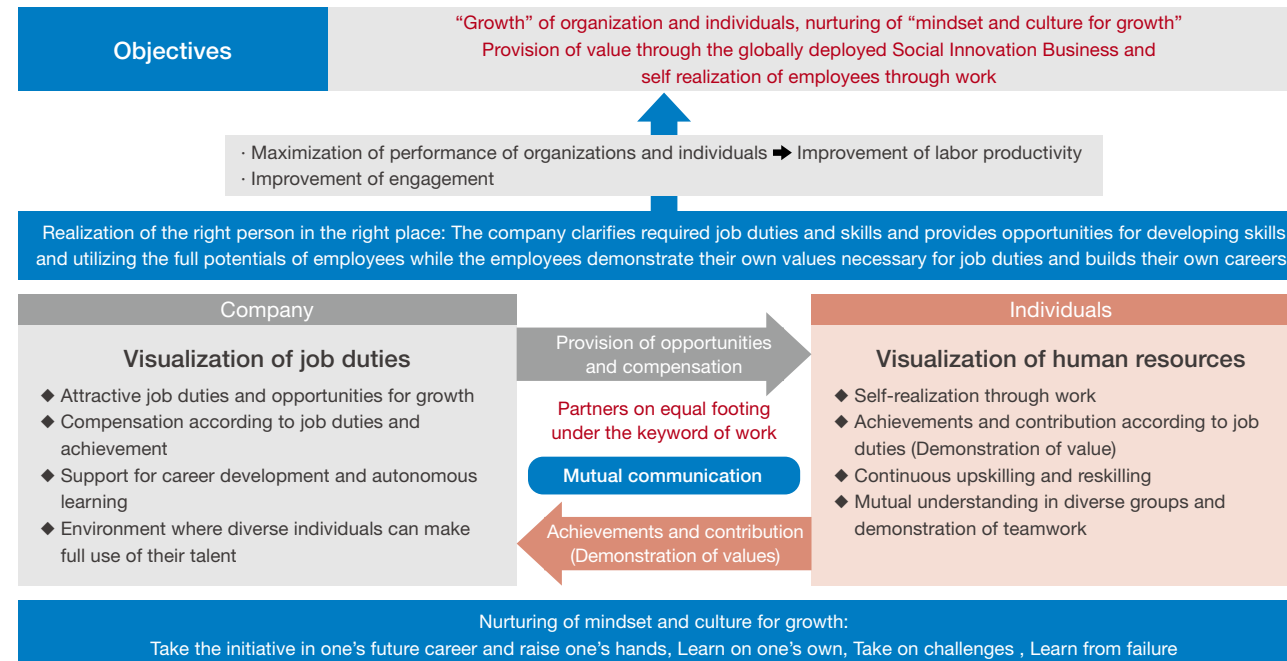 Objectives
“Growth” of organization and individuals, nurturing of “mindset and culture for growth”
Provision of value through the globally deployed Social Innovation Business and
self realization of employees through work
· Maximization of performance of organizations and individuals ➡ Improvement of labor productivity
· Improvement of engagement
Realization of the right person in the right place: The company clarifies required job duties and skills and provides opportunities for developing skills
and utilizing the full potentials of employees while the employees demonstrate their own values necessary for job duties and builds their own careers
Company
Visualization of job duties
◆ Attractive job duties and opportunities for growth
◆ Compensation according to job duties and
achievement
◆ Support for career development and autonomous
learning
◆ Environment where diverse individuals can make
full use of their talent
Provision of opportunities
and compensation
Partners on equal footing
under the keyword of work
Mutual communication
Achievements and contribution
(Demonstration of values)
Individuals
Visualization of human resources
◆ Self-realization through work
◆ Achievements and contribution according to job
duties (Demonstration of value)
◆ Continuous upskilling and reskilling
◆ Mutual understanding in diverse groups and
demonstration of teamwork
Nurturing of mindset and culture for growth:
Take the initiative in one’s future career and raise one’s hands, Learn on one’s own, Take on challenges , Learn from failure